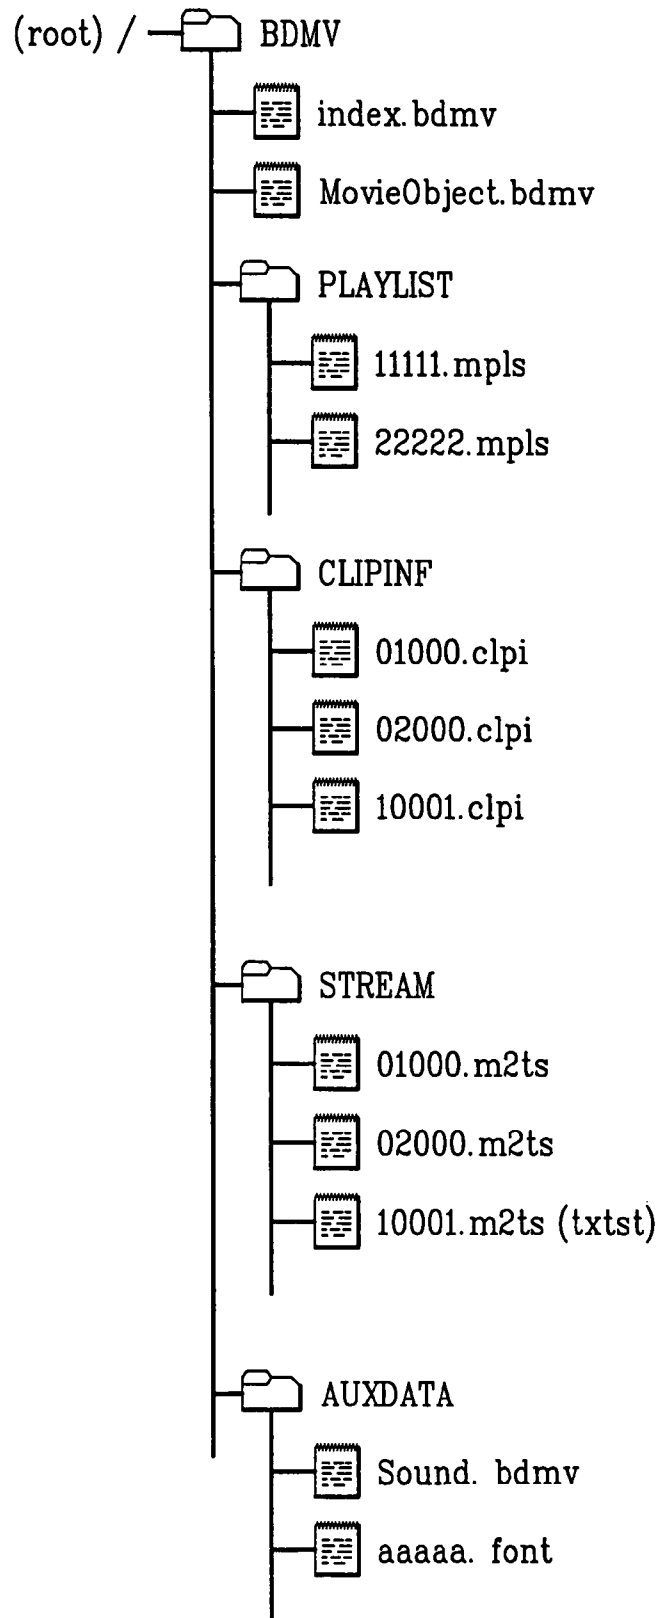 (root) / BDMV
index.bdmv
MovieObject.bdmv
PLAYLIST
11111.mpls
22222.mpls
CLIPINF
01000.clpi
02000.clpi
10001.clpi
STREAM
01000.m2ts
02000.m2ts
10001.m2ts (txtst)
AUXDATA
Sound. bdmv
aaaaa. font